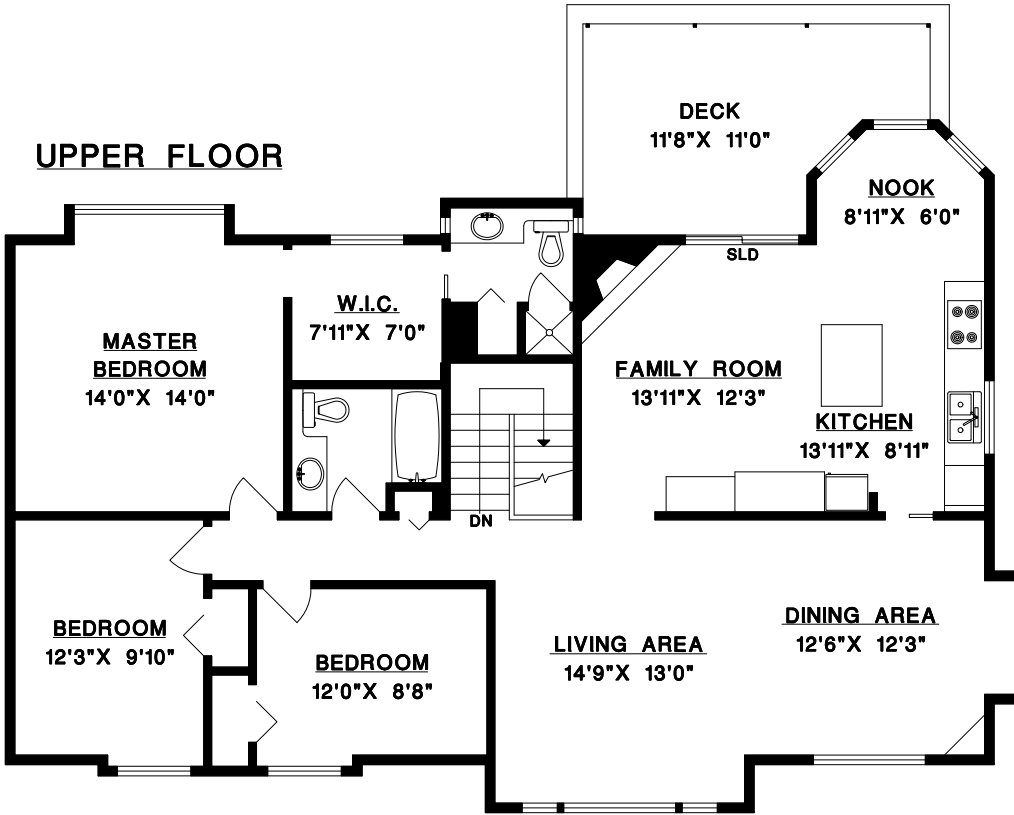 DECK
11'8"X 11'0"
UPPER FLOOR
NOOK
8'11"X 6'0"
SLD
W.I.C.
7'11"X 7'0"
MASTER
BEDROOM
14'0"X 14'0"
FAMILY ROOM
13'11"X 12'3"
KITCHEN
13'11"X 8'11"
DN
BEDROOM
12'3"X 9'10"
BEDROOM
12'0"X 8'8"
LIVING AREA
14'9"X 13'0"
DINING AREA
12'6"X 12'3"